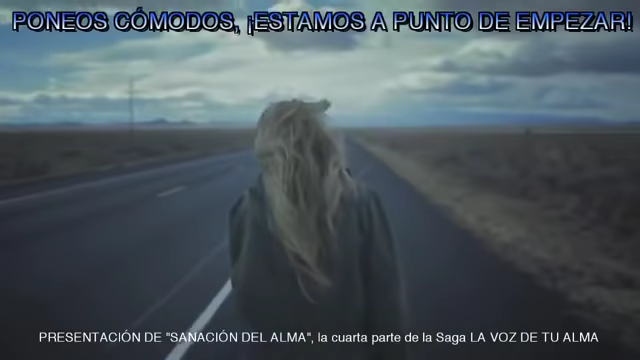 PONEOS CÓMODOS, ¡ESTAMOS A PUNTO DE EMPEZAR!
PRESENTACIÓN DE "SANACIÓN DEL ALMA", la cuarta parte de la Saga LA VOZ DE TU ALMA